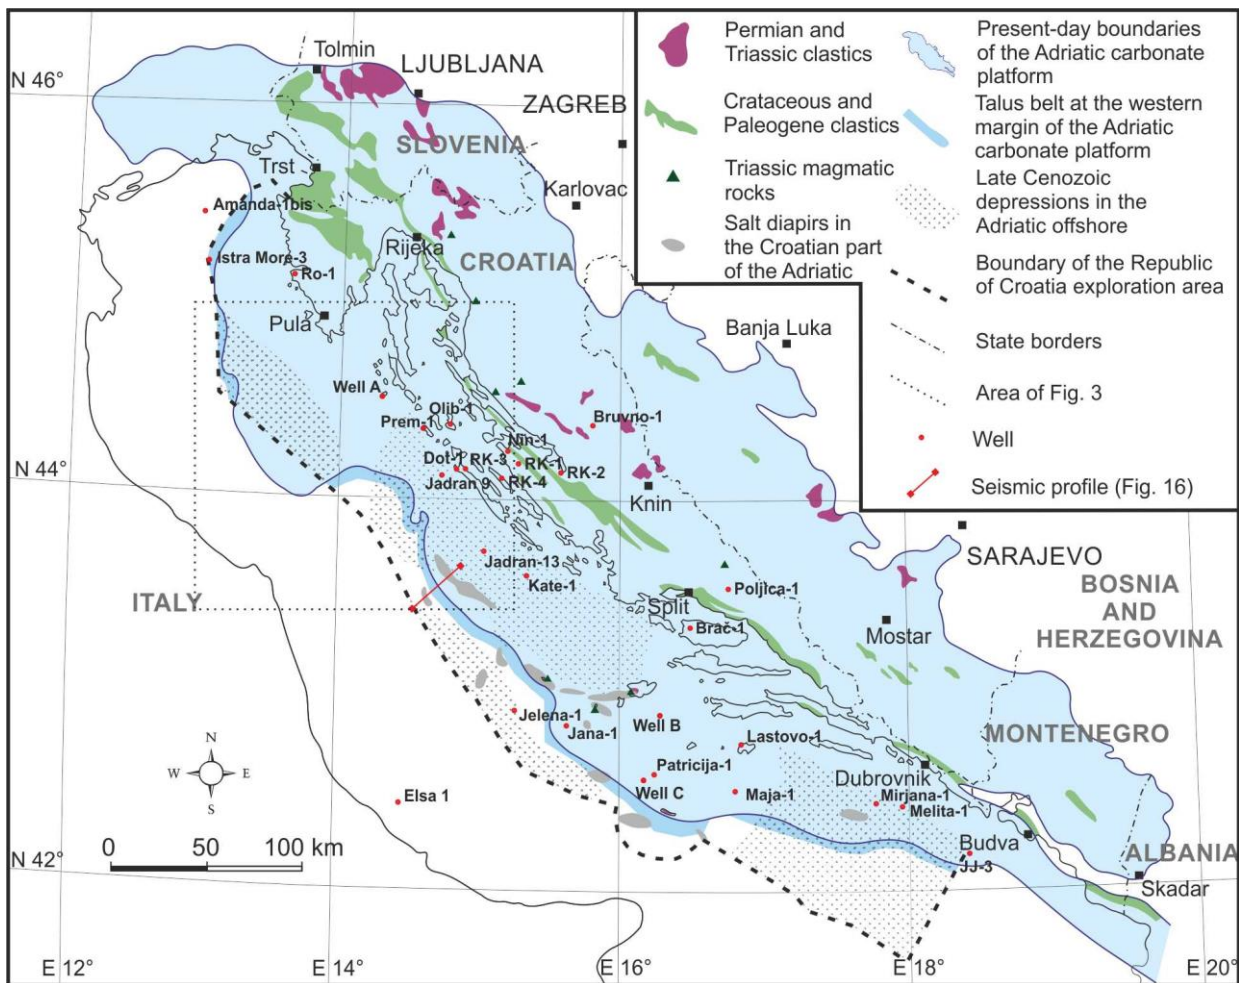 Tolmin
LJUBLJANA
N 46°
ZAGREB
SLOVENIA
Trst
Karlovac
Amanda-1bis
Rijeka
CROATIA
Istra More-3
Ro-1
Pula
Banja Luka
Well A
Olib-1
Prem-1
Bruvno-1
Nin-1
N 44°
Dot-1
RK-3
RK-1
RK-2
Jadran 9
RK-4
Knin
Jadran-13
Kate-1
SARAJEVO
ITALY
Split
Poljica-1
BOSNIA
AND
HERZEGOVINA
Brač-1
Mostar
Jelena-1
Jana-1
Well B
MONTENEGRO
Lastovo-1
N
W E
S
Patricija-1
Well C
Dubrovnik
Elsa 1
Maja-1
Mirjana-1
Melita-1
0 50 100 km
Budva
N 42°
JJ-3
ALBANIA
Skadar
E 12°
E 14°
E 16°
E 18°
E 20°
Permian and
Triassic clastics
Crataceous and
Paleogene clastics
Triassic magmatic
rocks
Salt diapirs in
the Croatian part
of the Adriatic
Present-day boundaries
of the Adriatic carbonate
platform
Talus belt at the western
margin of the Adriatic
carbonate platform
Late Cenozoic
depressions in the
Adriatic offshore
Boundary of the Republic
of Croatia exploration area
State borders
Area of Fig. 3
Well
Seismic profile (Fig. 16)